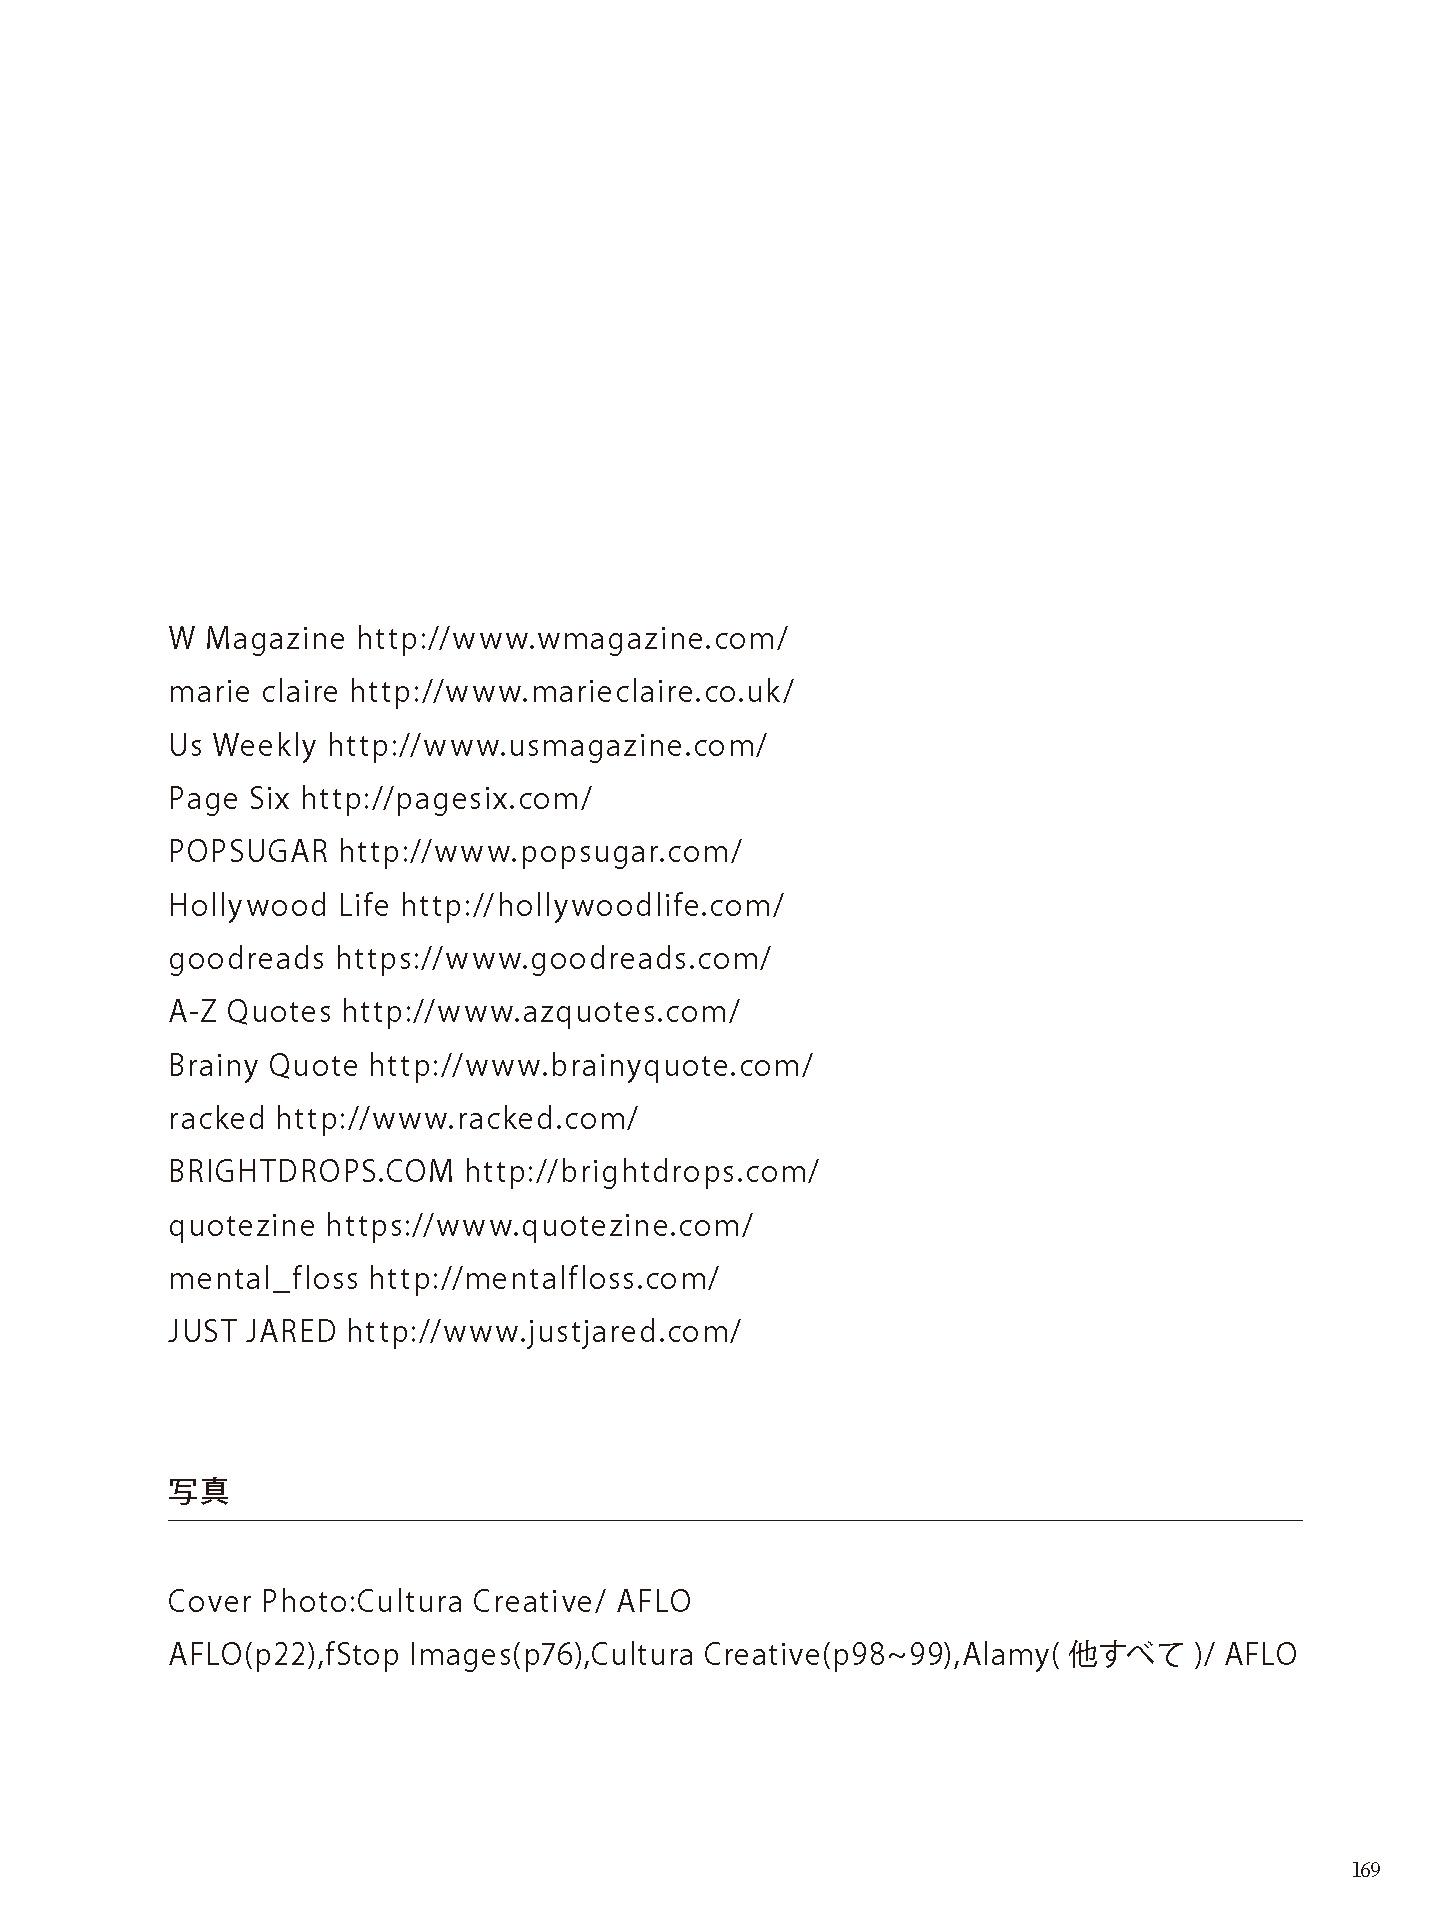 W Magazine http://www.wmagazine.com/
marie claire http://www.marieclaire.co.uk/
Us Weekly http://www.usmagazine.com/
Page Six http://pagesix.com/
POPSUGAR http://www.popsugar.com/
Hollywood Life http://hollywoodlife.com/
goodreads https://www.goodreads.com/
A-Z Quotes http://www.azquotes.com/
Brainy Quote http://www.brainyquote.com/
racked http://www.racked.com/
BRIGHTDROPS.COM http://brightdrops.com/
quotezine https://www.quotezine.com/
mental_floss http://mentalfloss.com/
JUST JARED http://www.justjared.com/
写真
Cover Photo:Cultura Creative/ AFLO
AFLO(p22),fStop Images(p76),Cultura Creative(p98~99),Alamy( 他すべて )/ AFLO
169